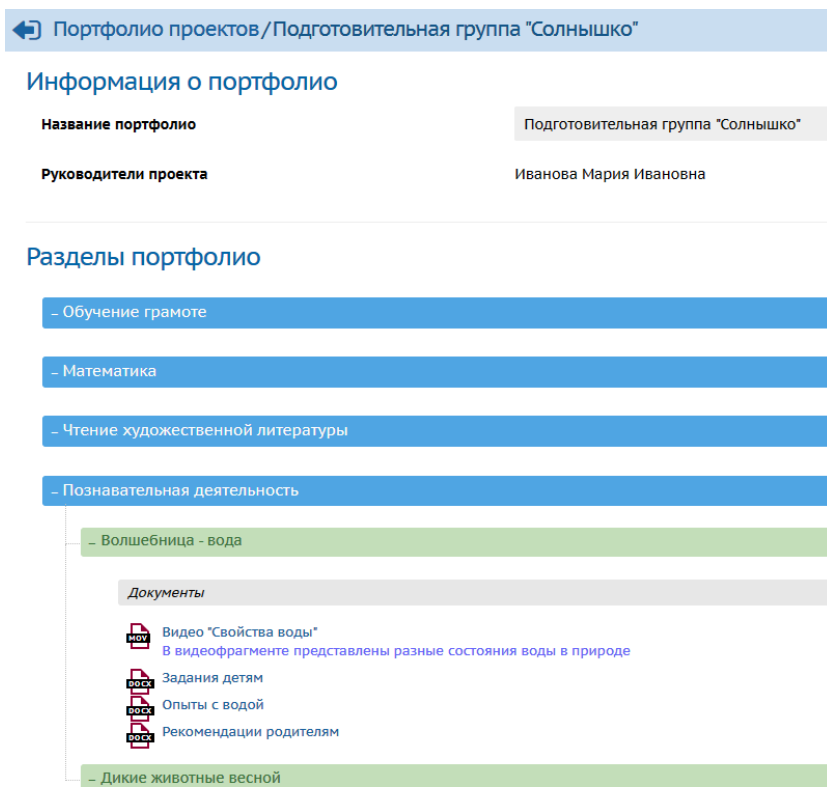 Портфолио проектов/Подготовительная группа "Солнышко"
Информация о портфолио
Название портфолио
Подготовительная группа "Солнышко"
Руководители проекта
Иванова Мария Ивановна
Разделы портфолио
– Обучение грамоте
– Математика
– Чтение художественной литературы
– Познавательная деятельность
– Волшебница - вода
Документы
MOV
Видео "Свойства воды"
В видеофрагменте представлены разные состояния воды в природе
DOCX
Задания детям
DOCX
Опыты с водой
DOCX
Рекомендации родителям
– Дикие животные весной